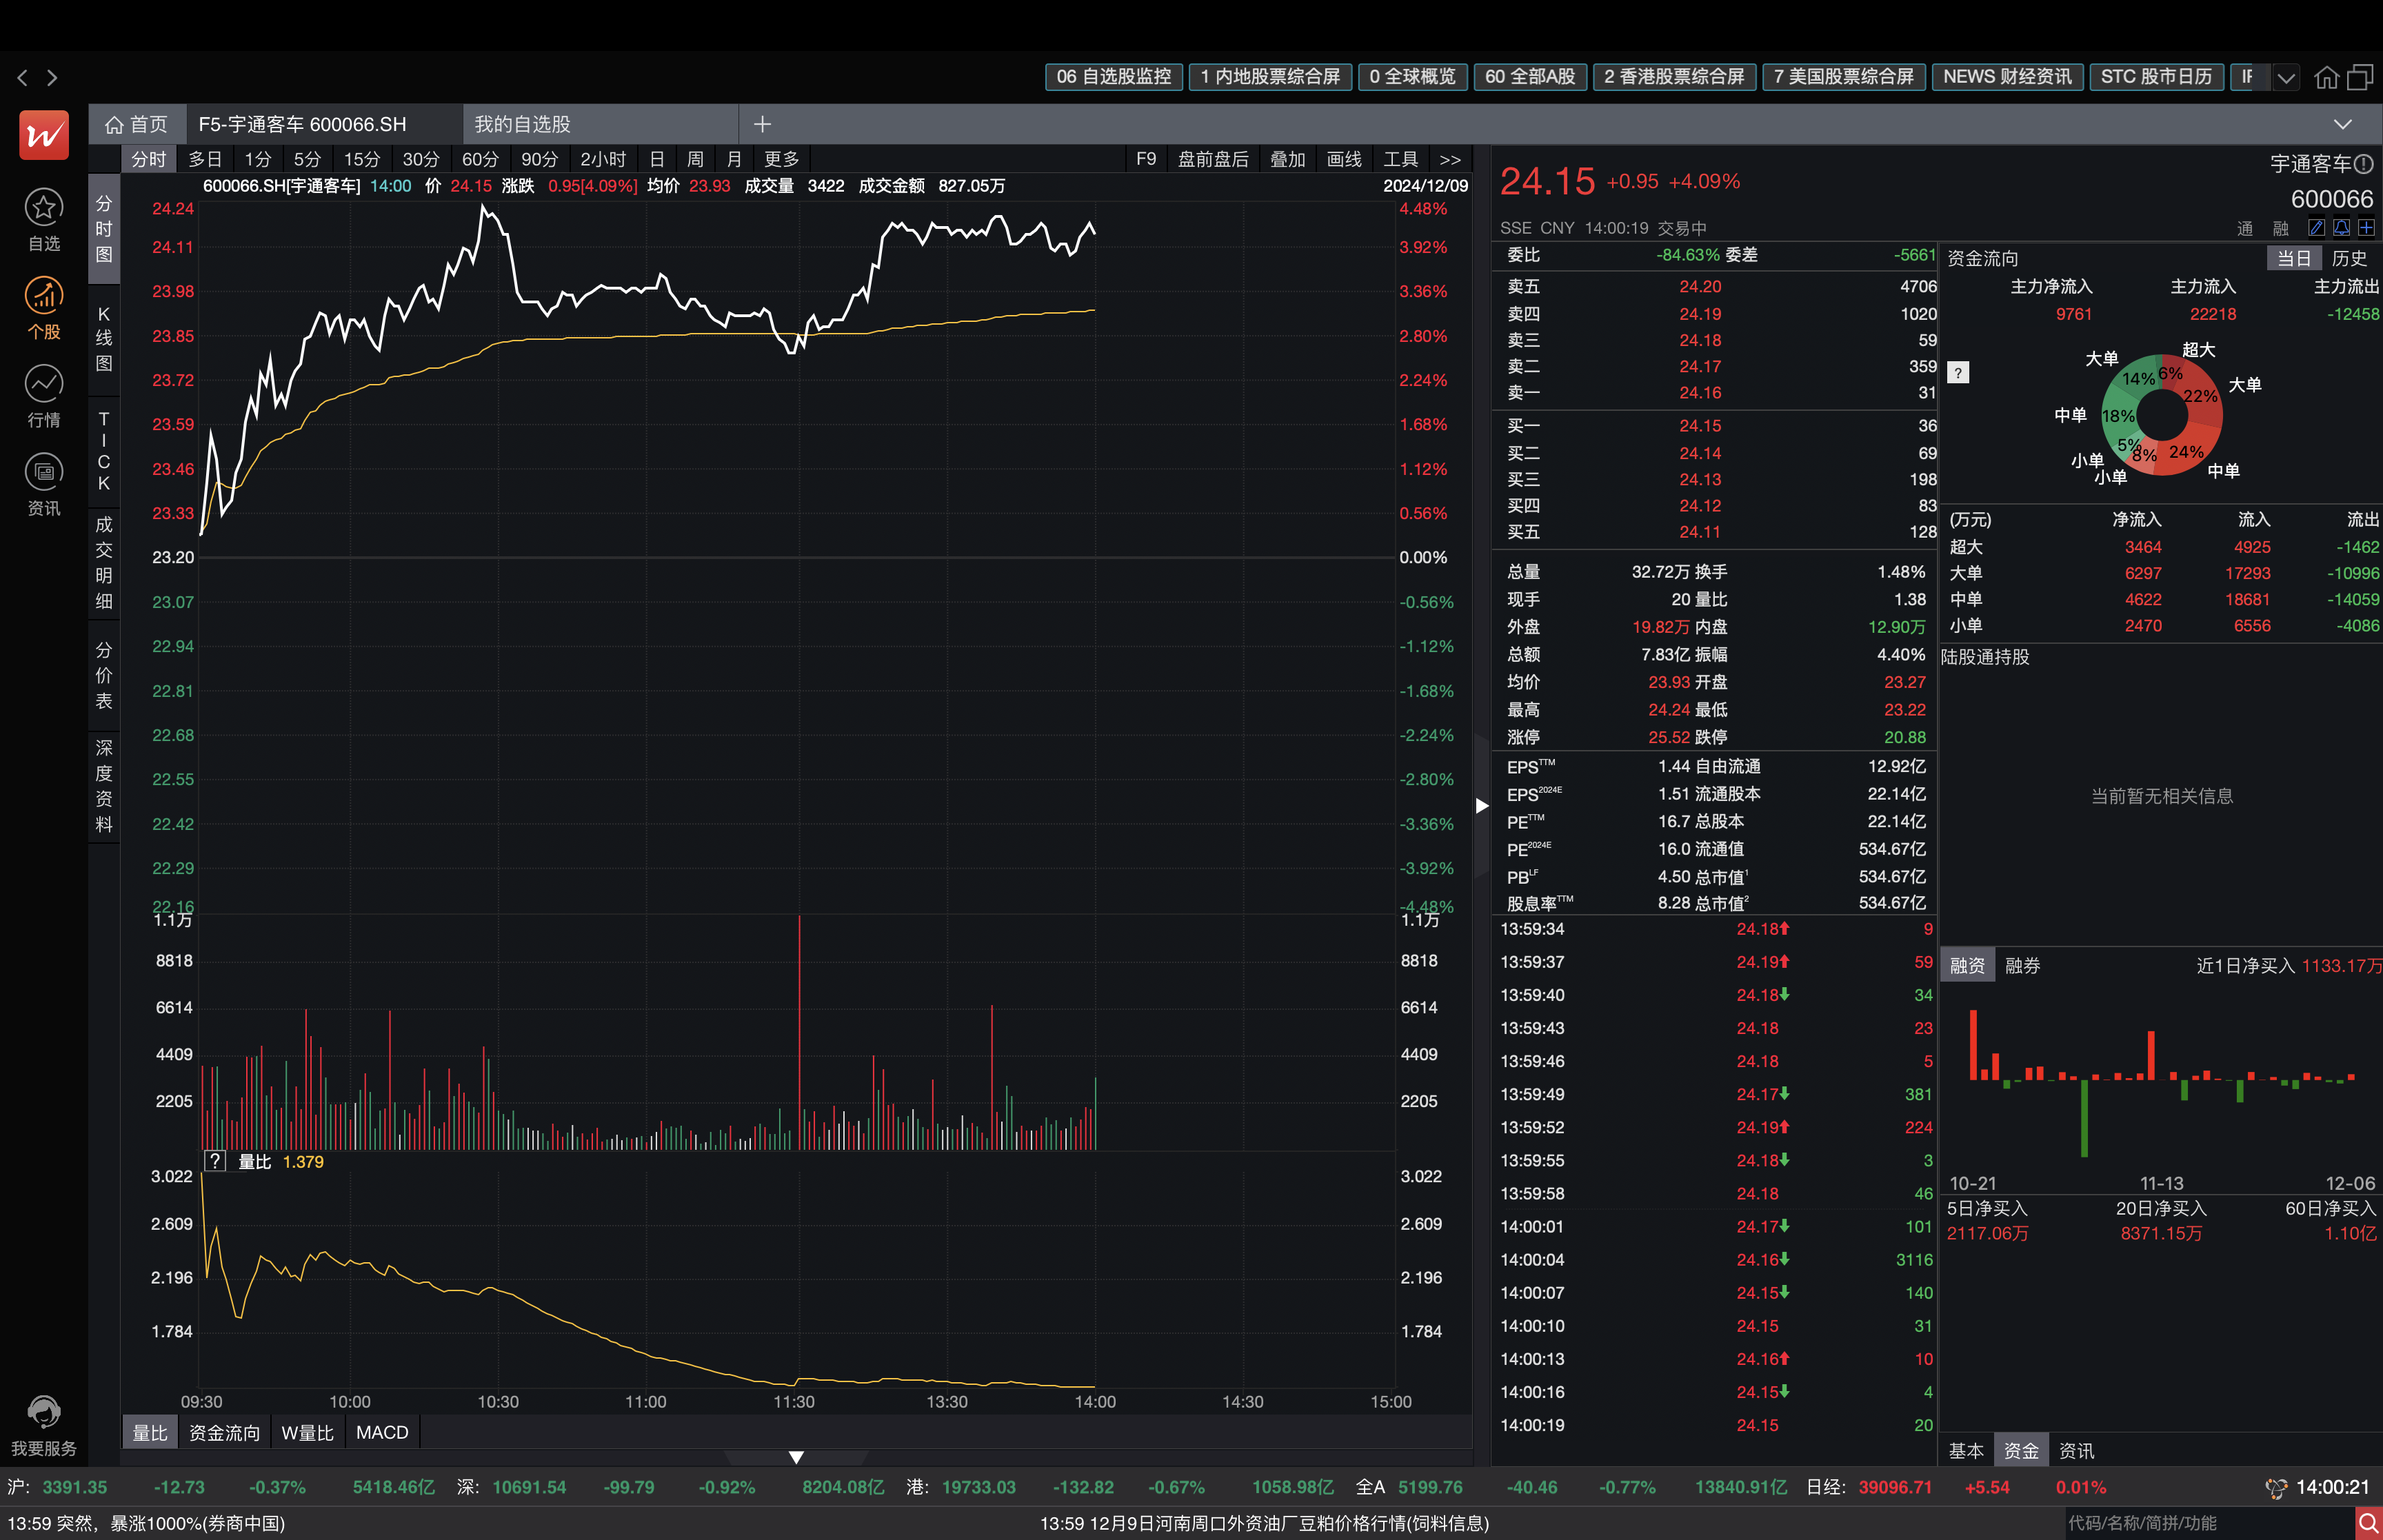 06 自选股监控 1 内地股票综合屏 0 全球概览 60 全部A股 2 香港股票综合屏 7 美国股票综合屏 NEWS 财经资讯 STC 股市日历
首页 F5-宇通客车 600066.SH 我的自选股
自选
个股
行情
资讯
我要服务
分时 多日 1分 5分 15分 30分 60分 90分 2小时 日 周 月 更多 F9 盘前盘后 叠加 画线 工具 >>
分时图
K线图
TICK
成交明细
分价表
深度资料
600066.SH[宇通客车] 14:00 价 24.15 涨跌 0.95[4.09%] 均价 23.93 成交量 3422 成交金额 827.05万 2024/12/09
24.24 4.48%
24.11 3.92%
23.98 3.36%
23.85 2.80%
23.72 2.24%
23.59 1.68%
23.46 1.12%
23.33 0.56%
23.20 0.00%
23.07 -0.56%
22.94 -1.12%
22.81 -1.68%
22.68 -2.24%
22.55 -2.80%
22.42 -3.36%
22.29 -3.92%
22.16 -4.48%
1.1万 1.1万
8818 8818
6614 6614
4409 4409
2205 2205
? 量比 1.379
3.022 3.022
2.609 2.609
2.196 2.196
1.784 1.784
09:30 10:00 10:30 11:00 11:30 13:30 14:00 14:30 15:00
量比 资金流向 W量比 MACD
24.15 +0.95 +4.09% 宇通客车
600066
SSE CNY 14:00:19 交易中 通 融
委比 -84.63% 委差 -5661
卖五 24.20 4706
卖四 24.19 1020
卖三 24.18 59
卖二 24.17 359
卖一 24.16 31
买一 24.15 36
买二 24.14 69
买三 24.13 198
买四 24.12 83
买五 24.11 128
总量 32.72万 换手 1.48%
现手 20 量比 1.38
外盘 19.82万 内盘 12.90万
总额 7.83亿 振幅 4.40%
均价 23.93 开盘 23.27
最高 24.24 最低 23.22
涨停 25.52 跌停 20.88
EPSTTM 1.44 自由流通 12.92亿
EPS2024E 1.51 流通股本 22.14亿
PETTM 16.7 总股本 22.14亿
PE2024E 16.0 流通值 534.67亿
PBLF 4.50 总市值1 534.67亿
股息率TTM 8.28 总市值2 534.67亿
13:59:34 24.18 9
13:59:37 24.19 59
13:59:40 24.18 34
13:59:43 24.18 23
13:59:46 24.18 5
13:59:49 24.17 381
13:59:52 24.19 224
13:59:55 24.18 3
13:59:58 24.18 46
14:00:01 24.17 101
14:00:04 24.16 3116
14:00:07 24.15 140
14:00:10 24.15 31
14:00:13 24.16 10
14:00:16 24.15 4
14:00:19 24.15 20
资金流向 当日 历史
主力净流入 主力流入 主力流出
9761 22218 -12458
?
超大 6%
大单 22%
中单 24%
小单 8%
小单 5%
中单 18%
大单 14%
(万元) 净流入 流入 流出
超大 3464 4925 -1462
大单 6297 17293 -10996
中单 4622 18681 -14059
小单 2470 6556 -4086
陆股通持股
当前暂无相关信息
融资 融券 近1日净买入 1133.17万
10-21 11-13 12-06
5日净买入 20日净买入 60日净买入
2117.06万 8371.15万 1.10亿
基本 资金 资讯
沪: 3391.35 -12.73 -0.37% 5418.46亿 深: 10691.54 -99.79 -0.92% 8204.08亿 港: 19733.03 -132.82 -0.67% 1058.98亿 全A 5199.76 -40.46 -0.77% 13840.91亿 日经: 39096.71 +5.54 0.01% 14:00:21
13:59 突然，暴涨1000%(券商中国) 13:59 12月9日河南周口外资油厂豆粕价格行情(饲料信息) 代码/名称/简拼/功能